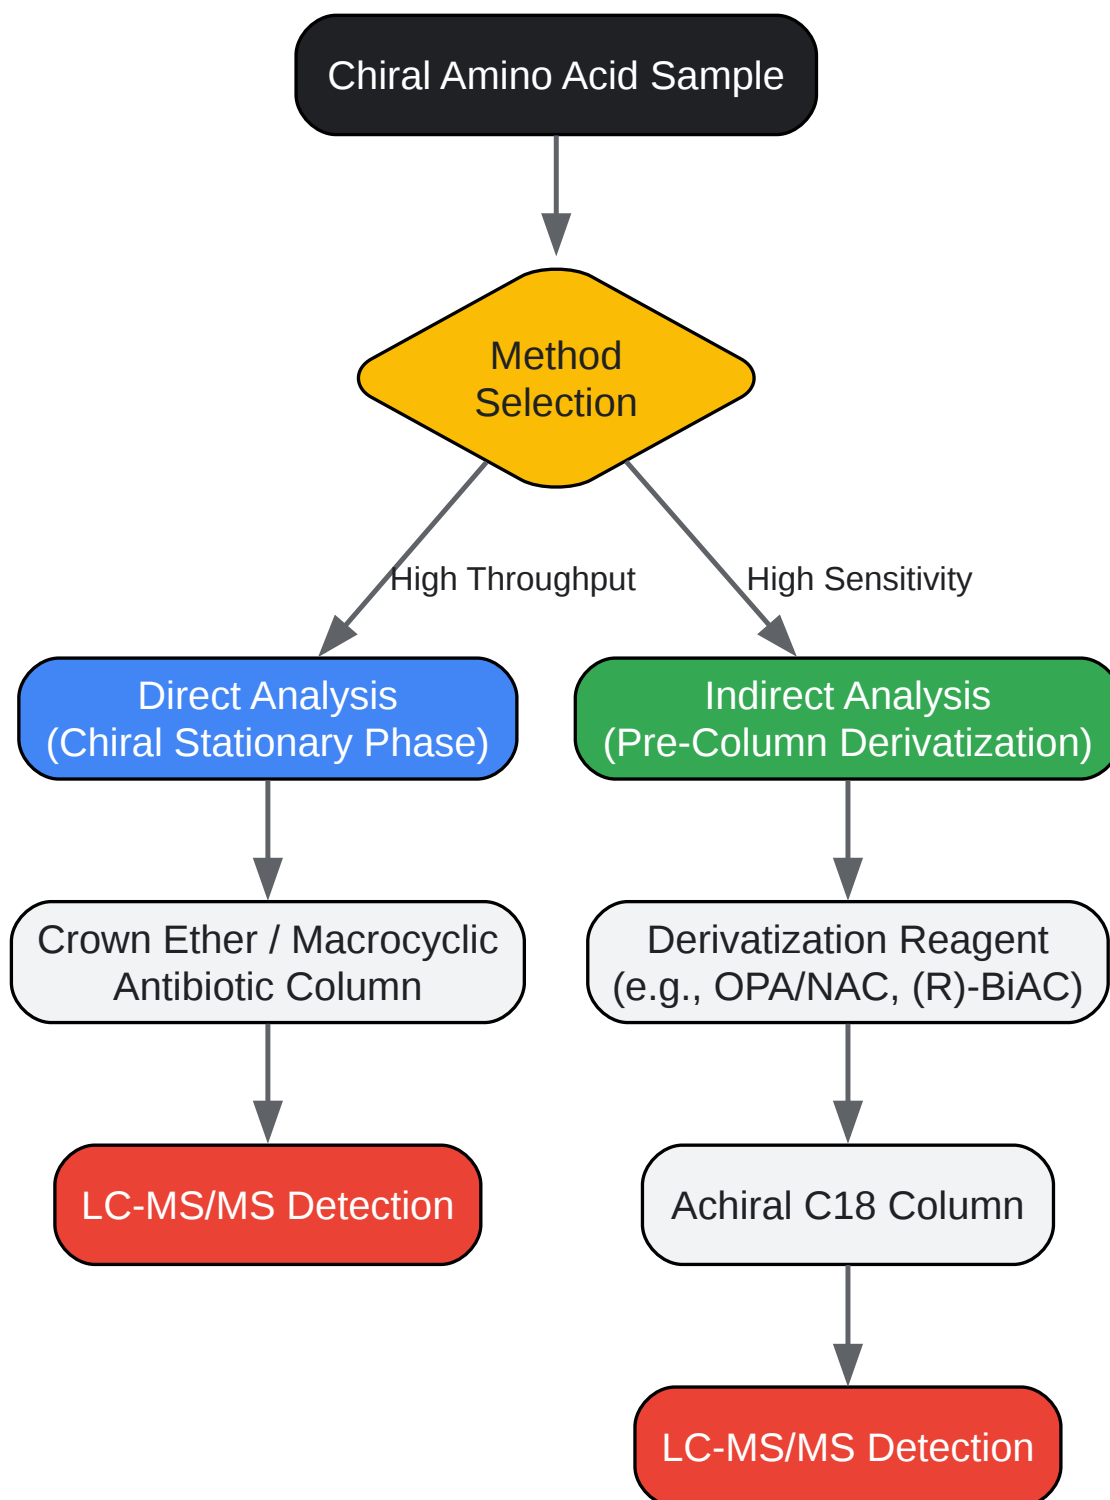 Chiral Amino Acid Sample
Method
Selection
High Throughput
High Sensitivity
Direct Analysis
(Chiral Stationary Phase)
Indirect Analysis
(Pre-Column Derivatization)
Crown Ether / Macrocyclic
Antibiotic Column
Derivatization Reagent
(e.g., OPA/NAC, (R)-BiAC)
LC-MS/MS Detection
Achiral C18 Column
LC-MS/MS Detection